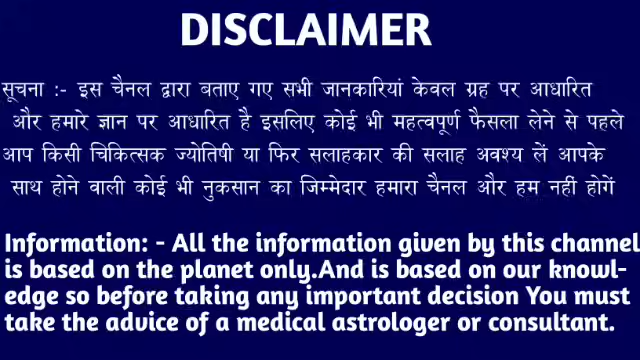 DISCLAIMER
सूचना :- इस चैनल द्वारा बताए गए सभी जानकारियां केवल ग्रह पर आधारित
और हमारे ज्ञान पर आधारित है इसलिए कोई भी महत्वपूर्ण फैसला लेने से पहले
आप किसी चिकित्सक ज्योतिषी या फिर सलाहकार की सलाह अवश्य लें आपके
साथ होने वाली कोई भी नुकसान का जिम्मेदार हमारा चैनल और हम नहीं होगें
Information: - All the information given by this channel
is based on the planet only.And is based on our knowl-
edge so before taking any important decision You must
take the advice of a medical astrologer or consultant.